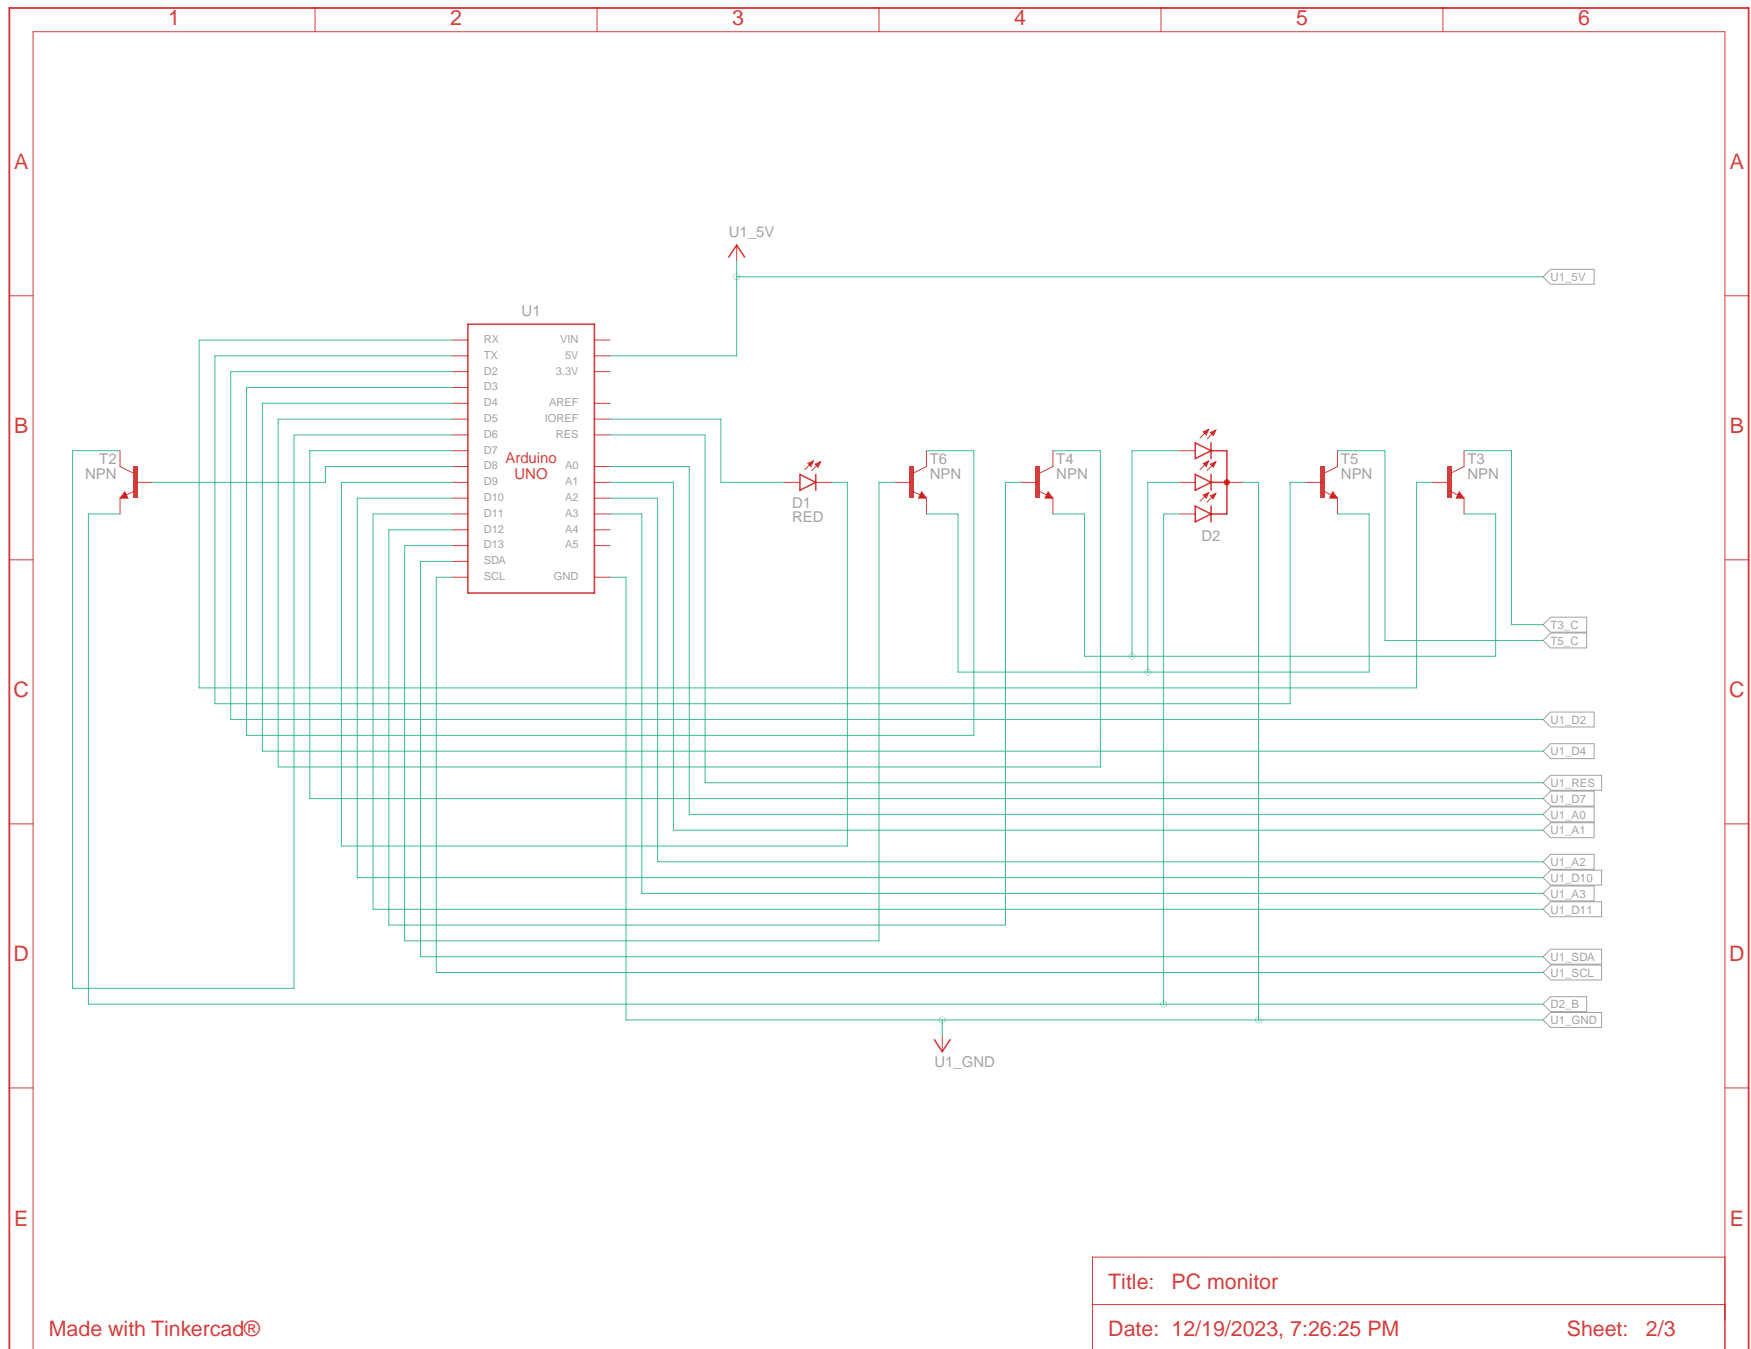 1 2 3 4 5 6
A A
U1_5V
U1_5V
U1
RX VIN
TX 5V
D2 3.3V
D3
D4 AREF
D5 IOREF
D6 RES
D7
D8 A0
D9 A1
D10 A2
D11 A3
D12 A4
D13 A5
SDA
SCL GND
Arduino
UNO
B B
T2
NPN
D1
RED
T6
NPN
T4
NPN
D2
T5
NPN
T3
NPN
T3_C
T5_C
C C
U1_D2
U1_D4
U1_RES
U1_D7
U1_A0
U1_A1
U1_A2
U1_D10
U1_A3
U1_D11
D D
U1_SDA
U1_SCL
D2_B
U1_GND
U1_GND
E E
Title: PC monitor
Made with Tinkercad®
Date: 12/19/2023, 7:26:25 PM Sheet: 2/3